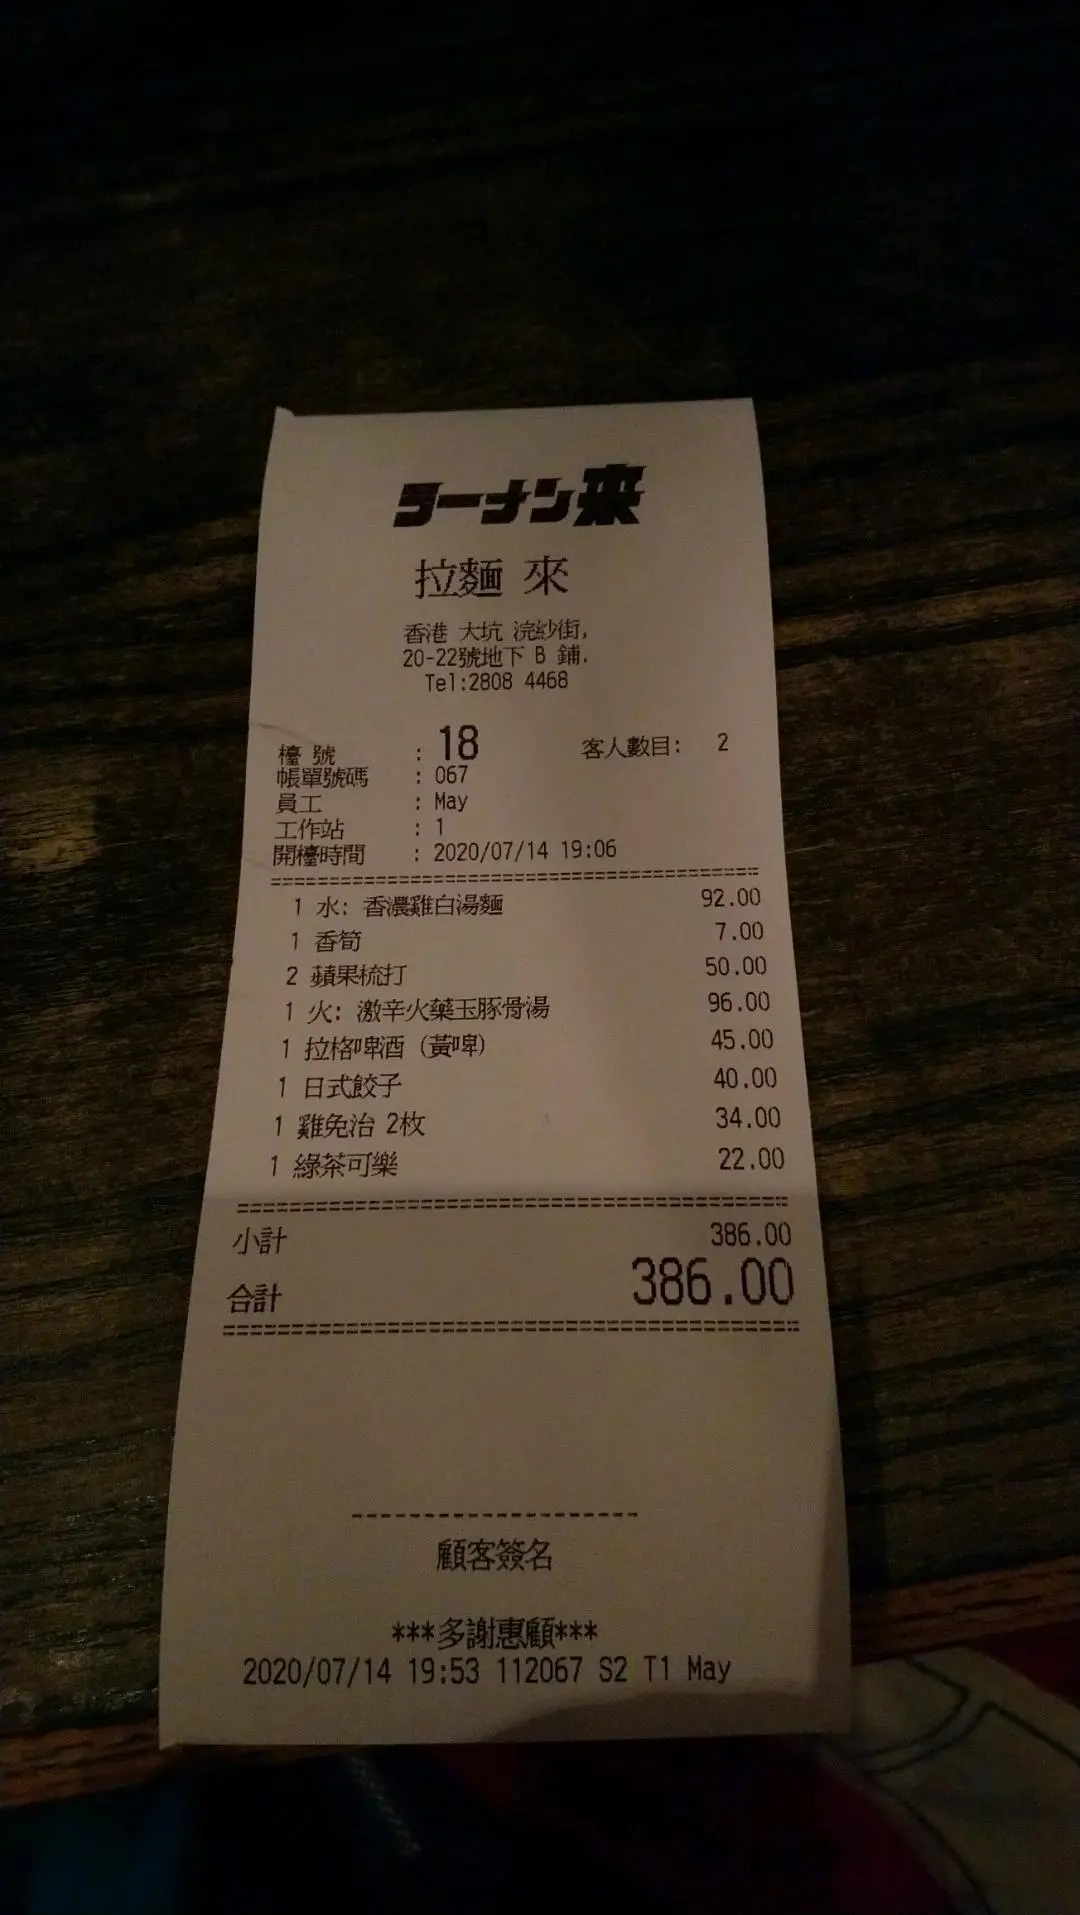 ラーメン来
拉麵 來
香港 大坑 浣紗街,
20-22號地下 B 鋪.
Tel:2808 4468
檯 號 : 18 客人數目: 2
帳單號碼 : 067
員工 : May
工作站 : 1
開檯時間 : 2020/07/14 19:06
1 水: 香濃雞白湯麵 92.00
1 香筍 7.00
2 蘋果梳打 50.00
1 火: 激辛火藥玉豚骨湯 96.00
1 拉格啤酒 (黃啤) 45.00
1 日式餃子 40.00
1 雞免治 2枚 34.00
1 綠茶可樂 22.00
小計 386.00
合計 386.00
顧客簽名
***多謝惠顧***
2020/07/14 19:53 112067 S2 T1 May